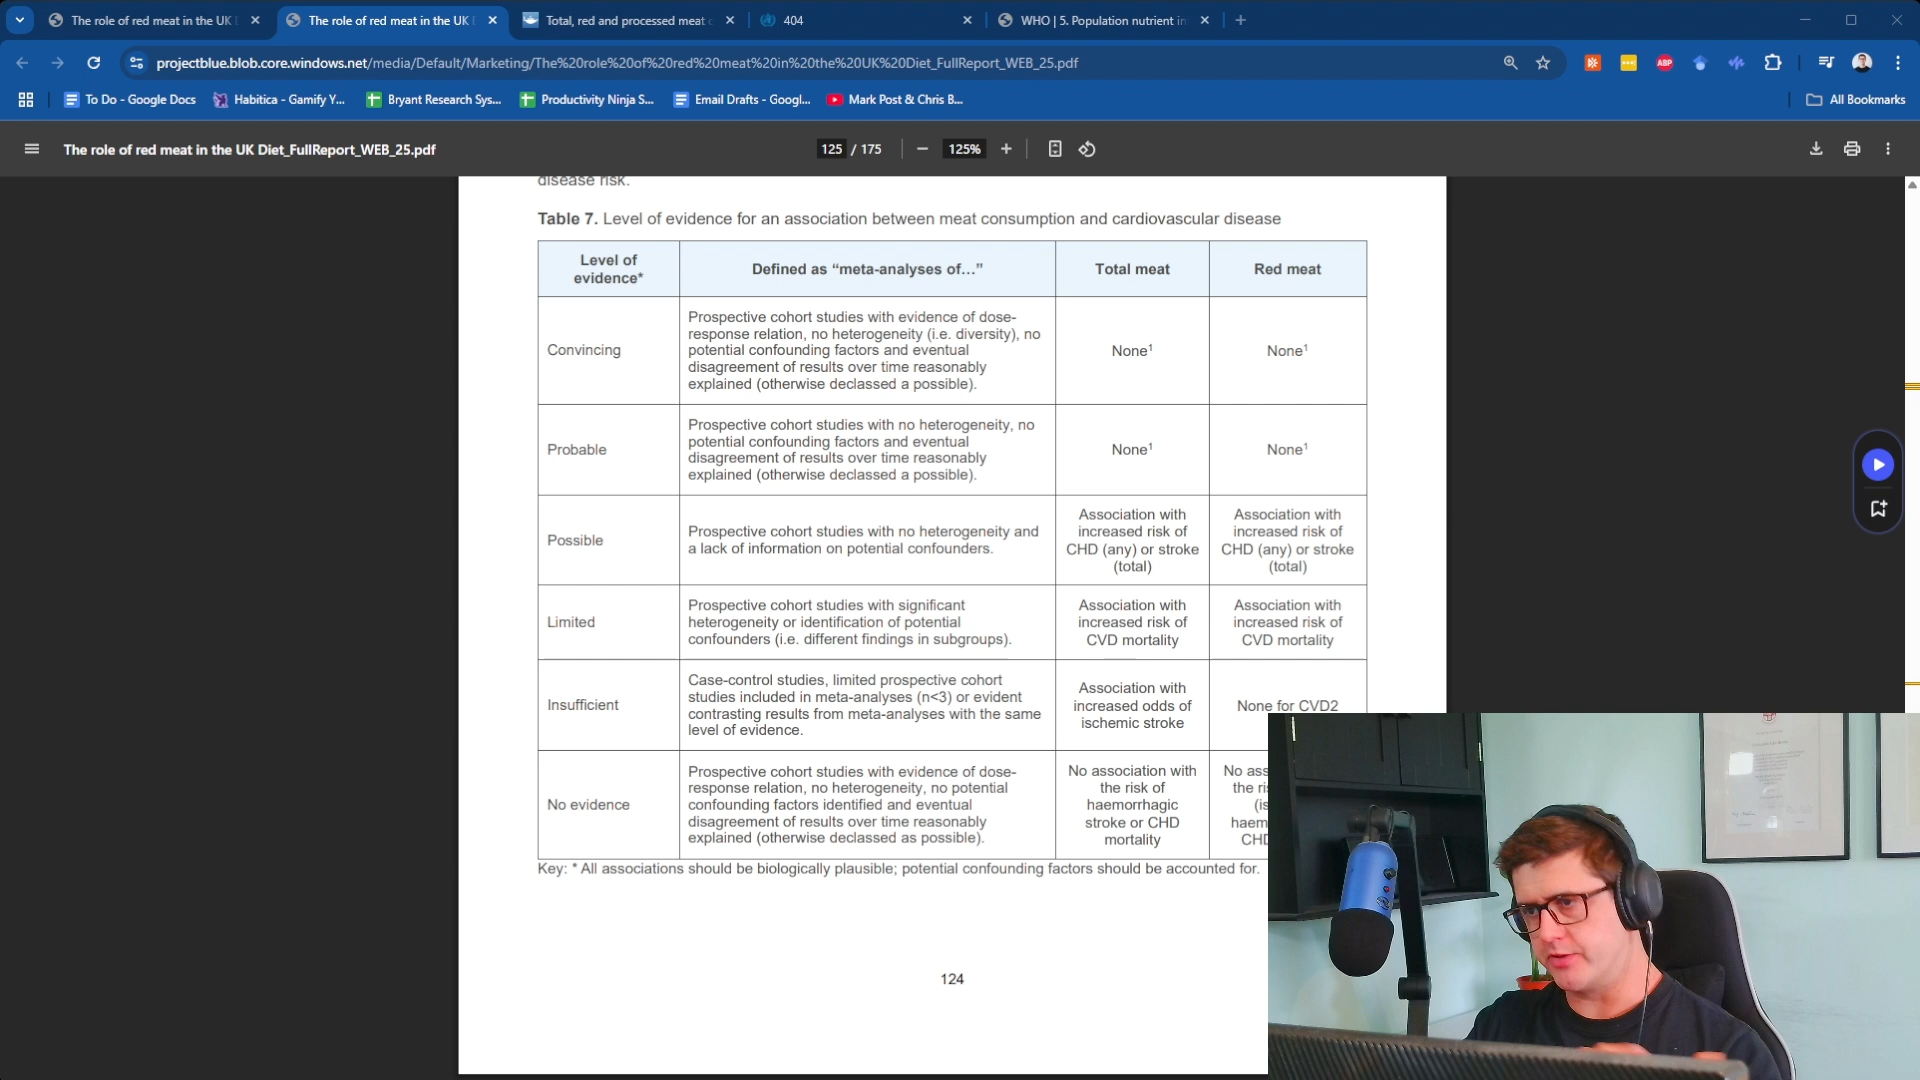 The role of red meat in the UK
The role of red meat in the UK
Total, red and processed meat
404
WHO | 5. Population nutrient in
projectblue.blob.core.windows.net/media/Default/Marketing/The%20role%20of%20red%20meat%20in%20the%20UK%20Diet_FullReport_WEB_25.pdf
ABP
To Do - Google Docs
Habitica - Gamify Y...
Bryant Research Sys...
Productivity Ninja S...
Email Drafts - Googl...
Mark Post & Chris B...
All Bookmarks
The role of red meat in the UK Diet_FullReport_WEB_25.pdf
125 / 175
125%
disease risk.
Table 7. Level of evidence for an association between meat consumption and cardiovascular disease
Level of
evidence*
Defined as “meta-analyses of…”
Total meat
Red meat
Convincing
Prospective cohort studies with evidence of dose-
response relation, no heterogeneity (i.e. diversity), no
potential confounding factors and eventual
disagreement of results over time reasonably
explained (otherwise declassed a possible).
None¹
None¹
Probable
Prospective cohort studies with no heterogeneity, no
potential confounding factors and eventual
disagreement of results over time reasonably
explained (otherwise declassed a possible).
None¹
None¹
Possible
Prospective cohort studies with no heterogeneity and
a lack of information on potential confounders.
Association with
increased risk of
CHD (any) or stroke
(total)
Association with
increased risk of
CHD (any) or stroke
(total)
Limited
Prospective cohort studies with significant
heterogeneity or identification of potential
confounders (i.e. different findings in subgroups).
Association with
increased risk of
CVD mortality
Association with
increased risk of
CVD mortality
Insufficient
Case-control studies, limited prospective cohort
studies included in meta-analyses (n<3) or evident
contrasting results from meta-analyses with the same
level of evidence.
Association with
increased odds of
ischemic stroke
None for CVD2
No evidence
Prospective cohort studies with evidence of dose-
response relation, no heterogeneity, no potential
confounding factors identified and eventual
disagreement of results over time reasonably
explained (otherwise declassed as possible).
No association with
the risk of
haemorrhagic
stroke or CHD
mortality
No ass
the ri
(is
haem
CHD
Key: * All associations should be biologically plausible; potential confounding factors should be accounted for.
124